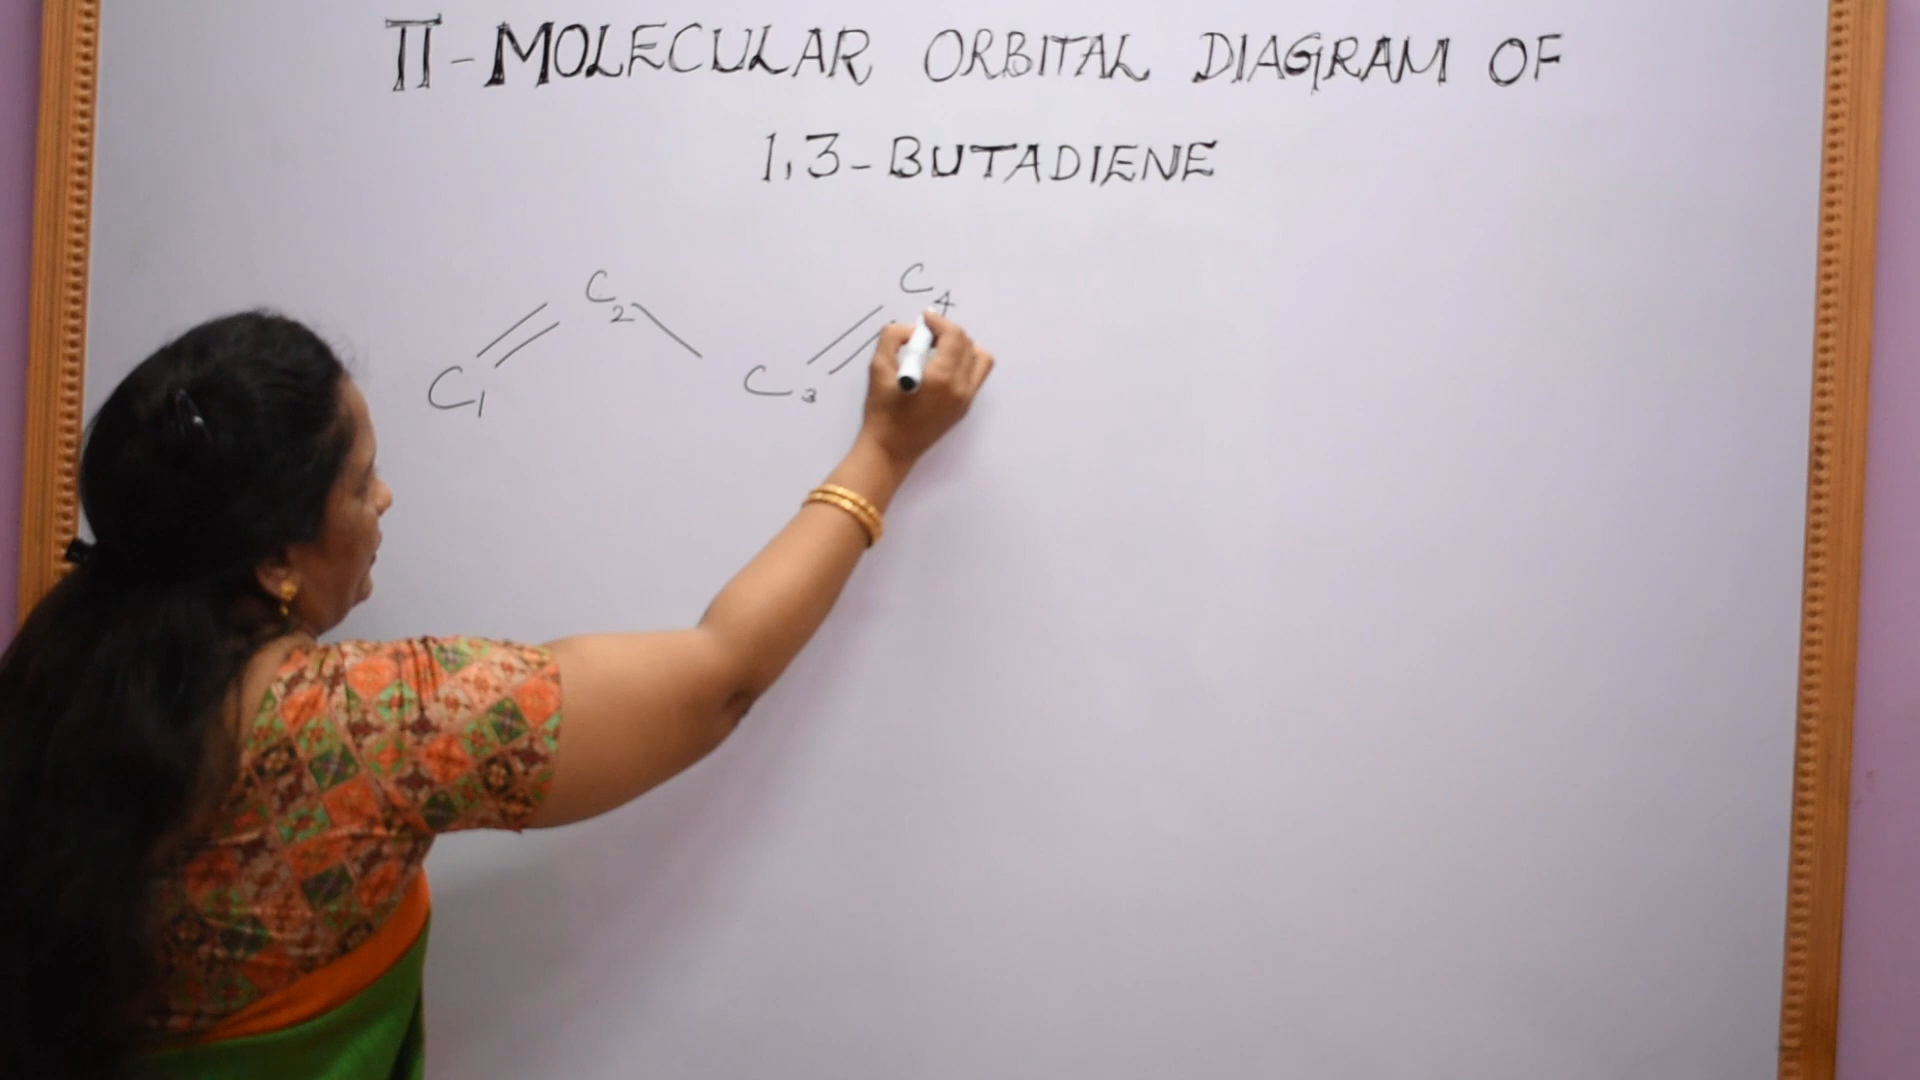 π-MOLECULAR ORBITAL DIAGRAM OF
1,3-BUTADIENE
C2 C4
C1 C3